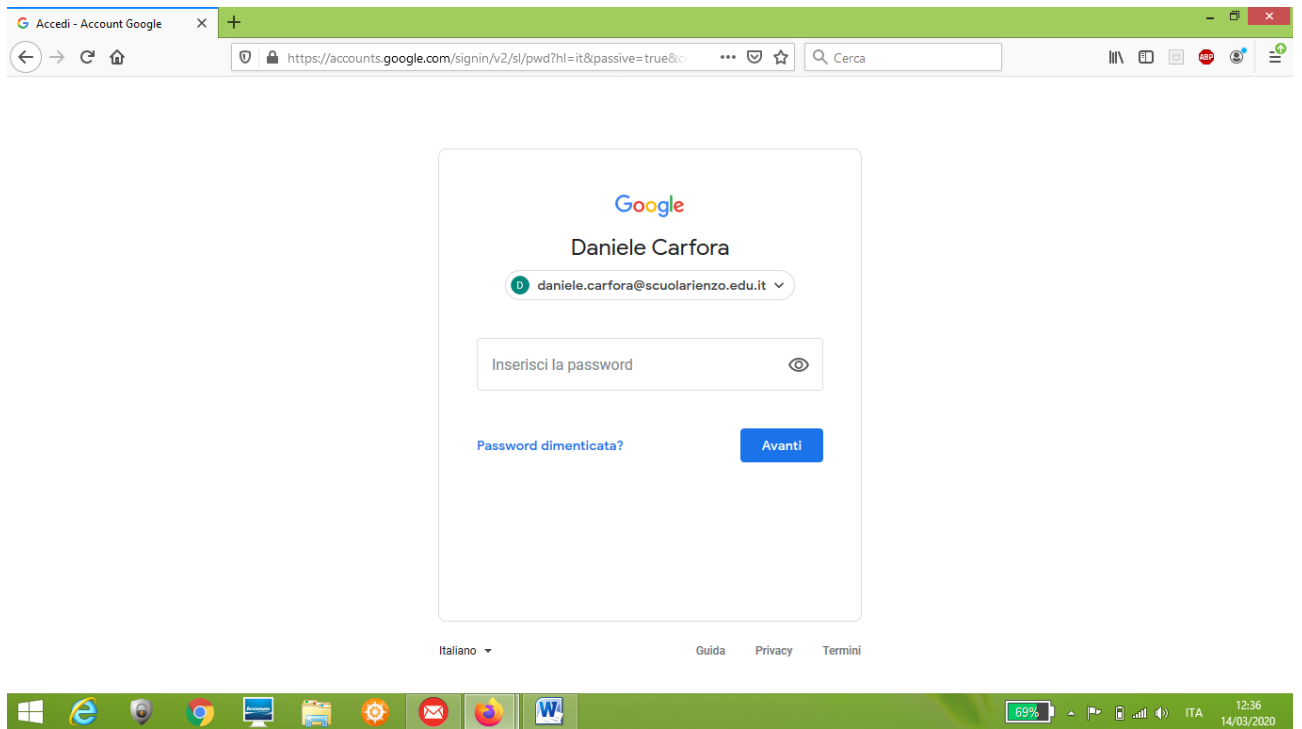 Accedi - Account Google
https://accounts.google.com/signin/v2/sl/pwd?hl=it&passive=true&c
Cerca
ABP
Google
Daniele Carfora
D daniele.carfora@scuolarienzo.edu.it
Inserisci la password
Password dimenticata?
Avanti
Italiano
Guida Privacy Termini
69%
ITA
12:36
14/03/2020